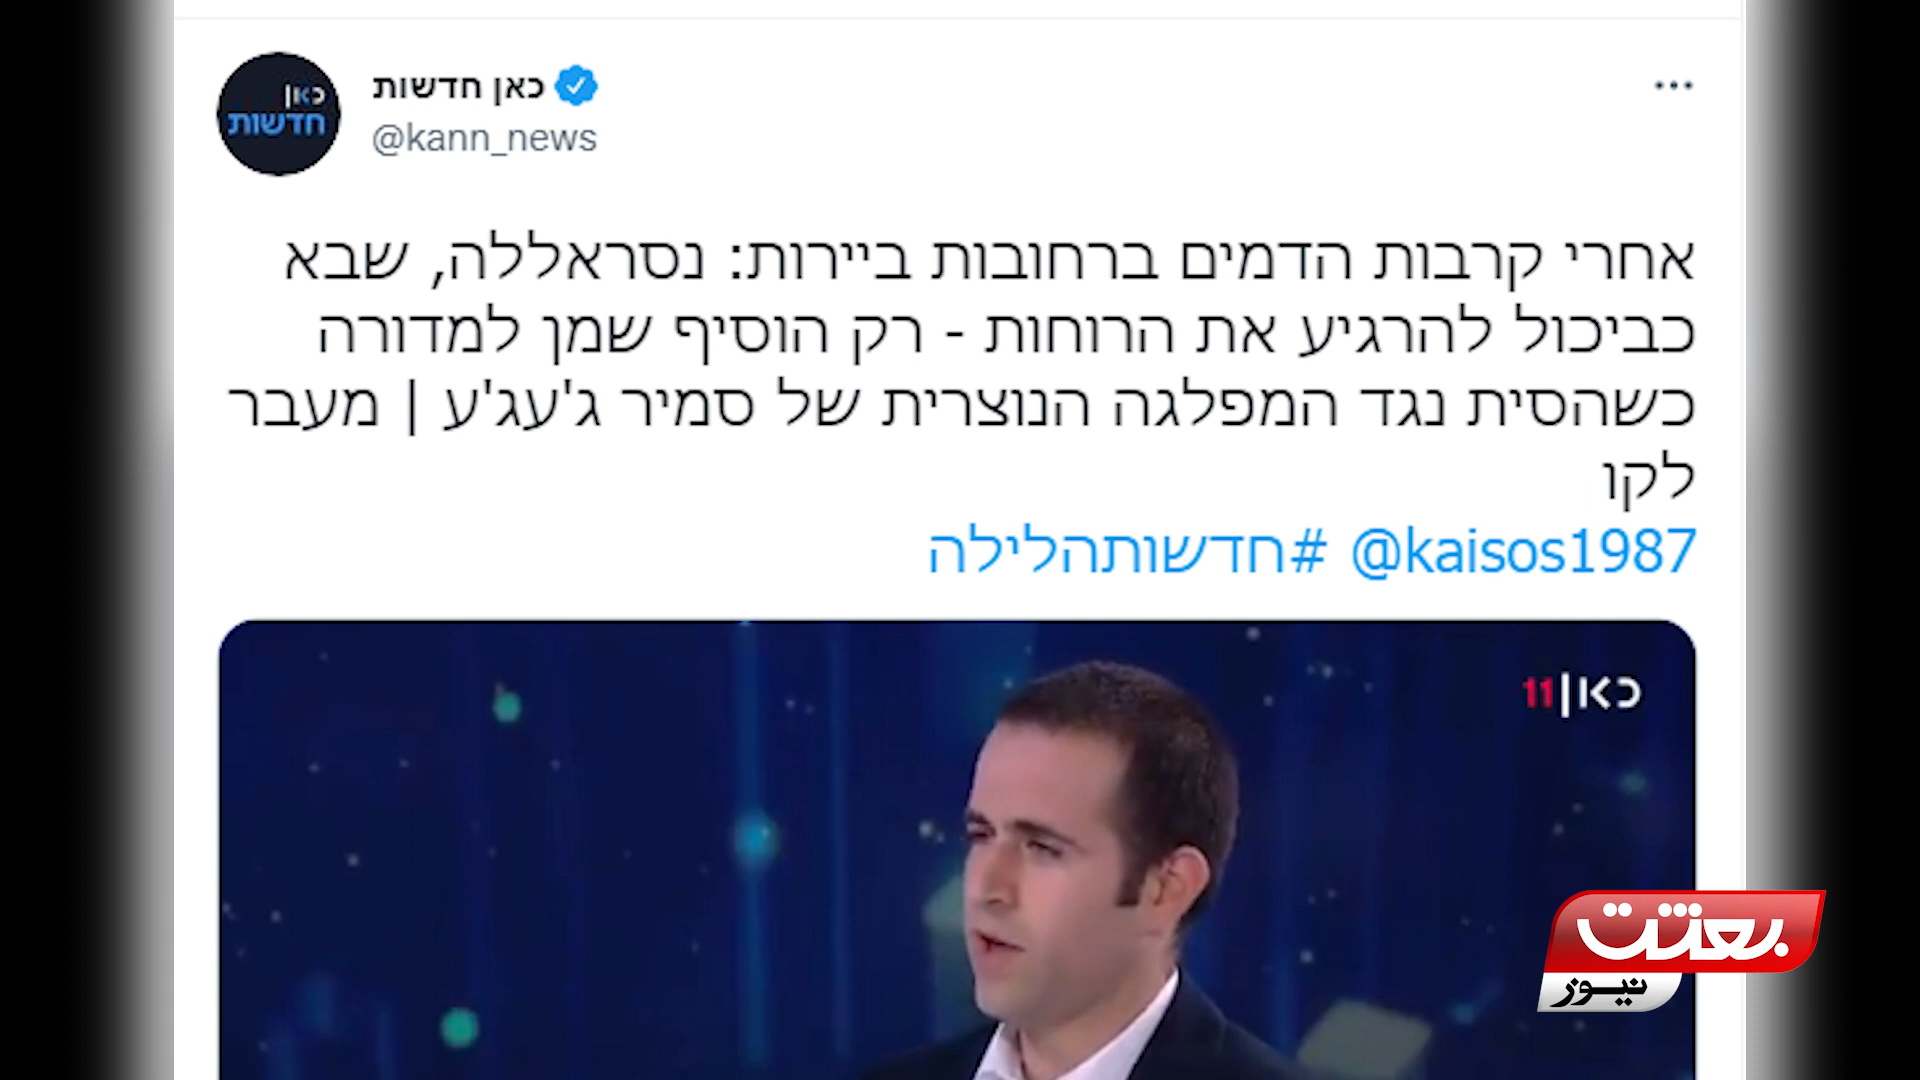 כאן
חדשות
כאן חדשות
@kann_news
אחרי קרבות הדמים ברחובות ביירות: נסראללה, שבא
כביכול להרגיע את הרוחות - רק הוסיף שמן למדורה
כשהסית נגד המפלגה הנוצרית של סמיר ג'עג'ע | מעבר
לקו
@kaisos1987 #חדשותהלילה
כאן|11
بعثت
نیوز